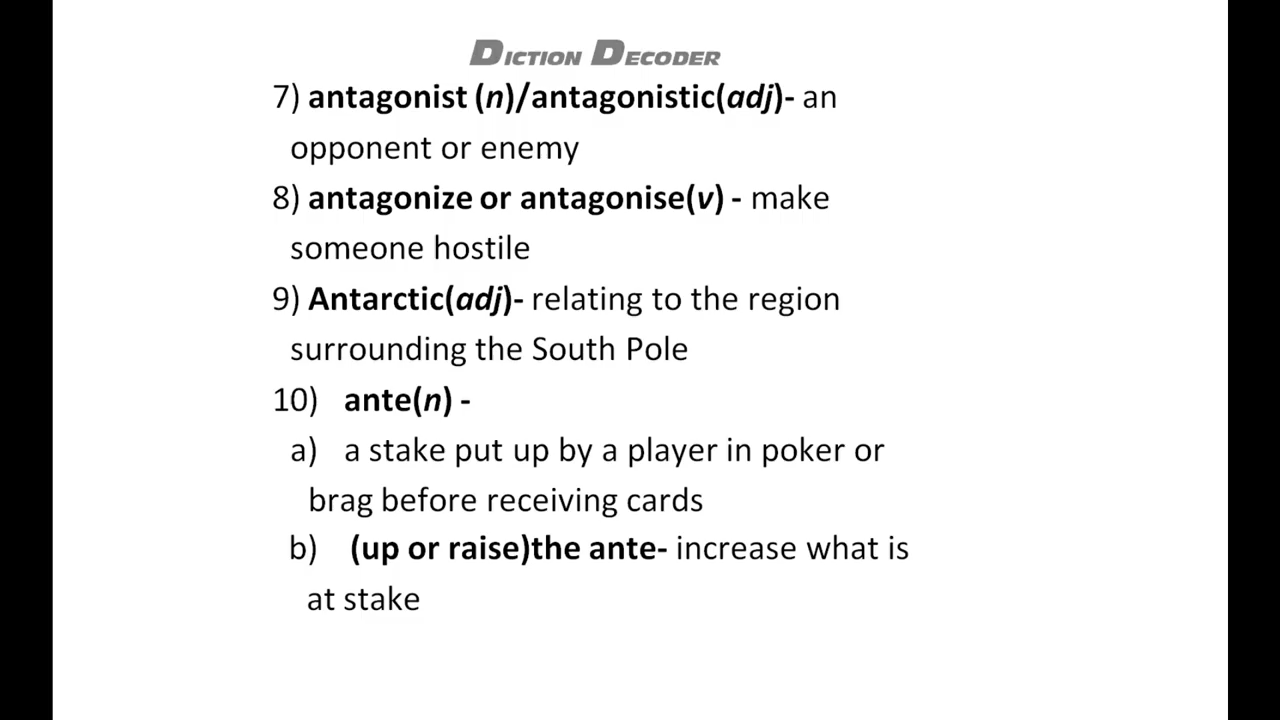 DICTION DECODER
7) antagonist (n)/antagonistic(adj)- an
opponent or enemy
8) antagonize or antagonise(v) - make
someone hostile
9) Antarctic(adj)- relating to the region
surrounding the South Pole
10) ante(n) -
a) a stake put up by a player in poker or
brag before receiving cards
b) (up or raise)the ante- increase what is
at stake